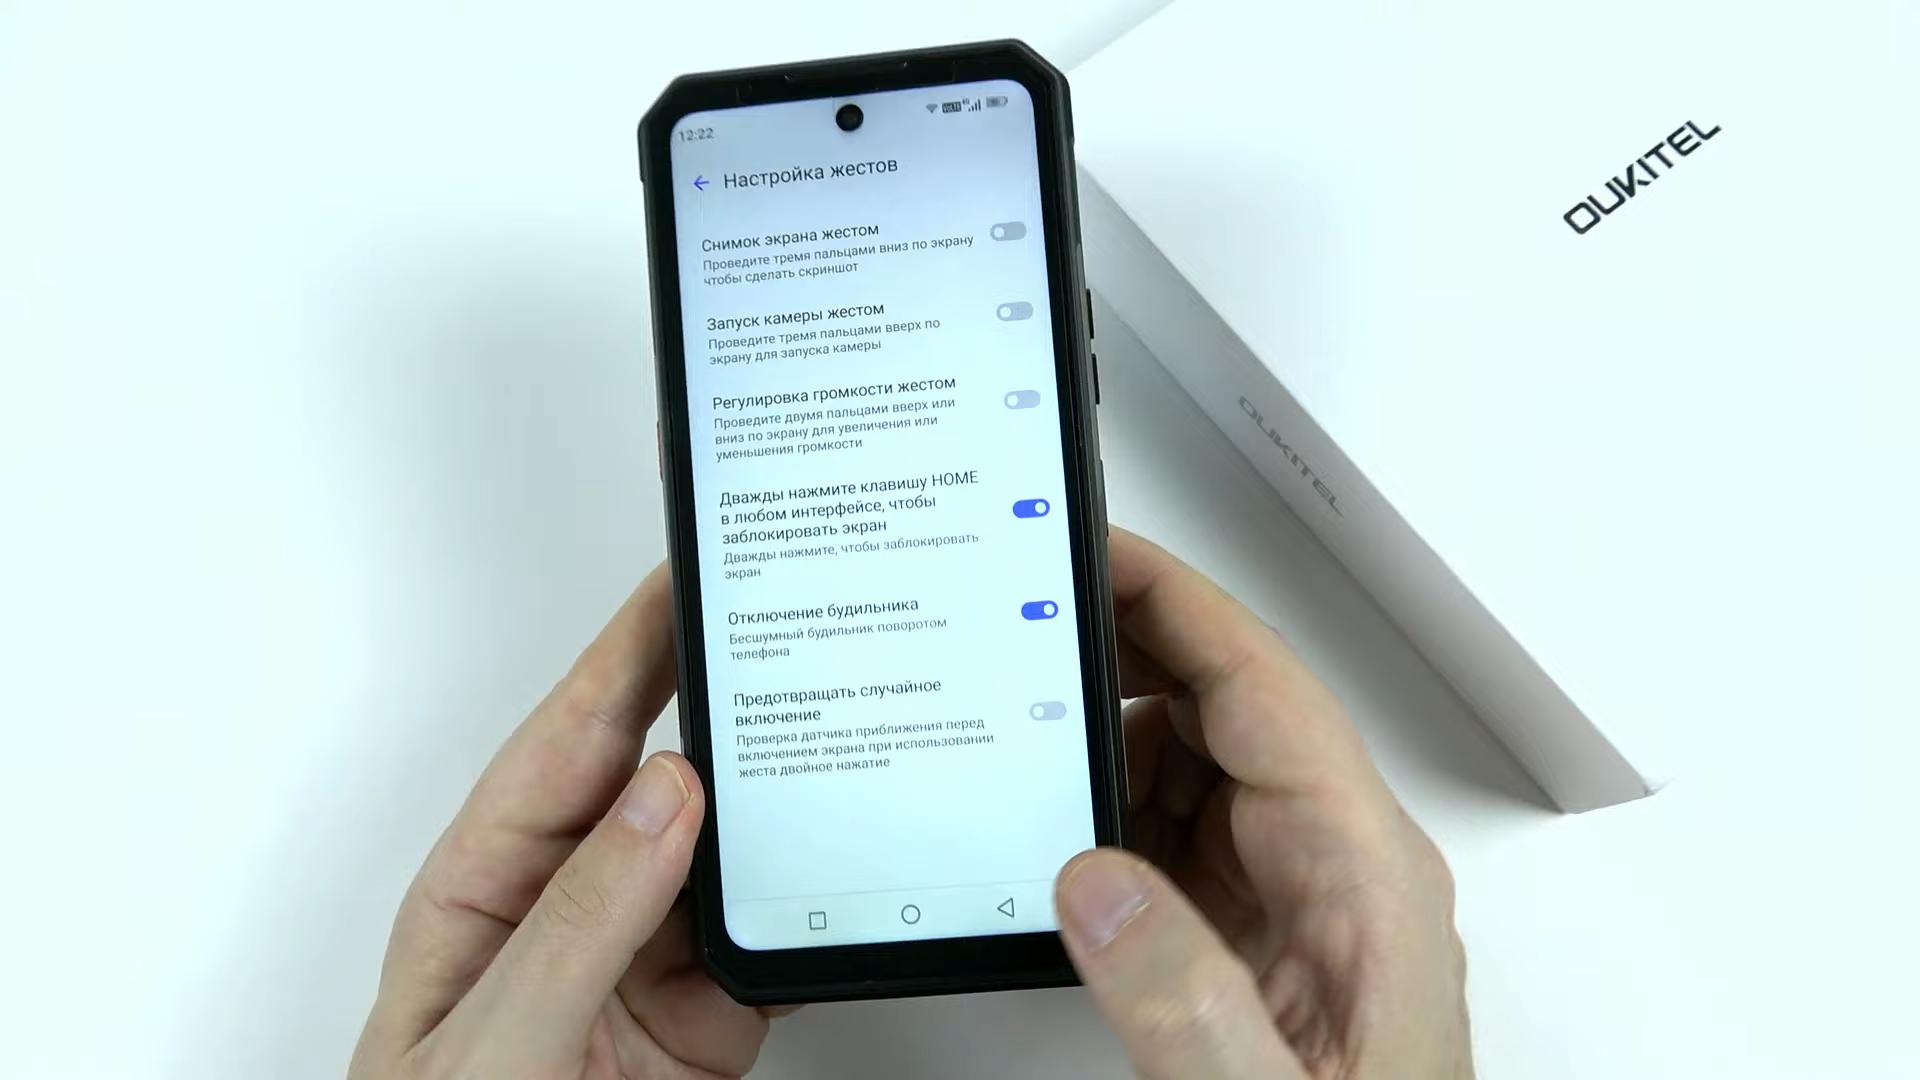 12:22
Настройка жестов
Снимок экрана жестом
Проведите тремя пальцами вниз по экрану
чтобы сделать скриншот
Запуск камеры жестом
Проведите тремя пальцами вверх по
экрану для запуска камеры
Регулировка громкости жестом
Проведите двумя пальцами вверх или
вниз по экрану для увеличения или
уменьшения громкости
Дважды нажмите клавишу HOME
в любом интерфейсе, чтобы
заблокировать экран
Дважды нажмите, чтобы заблокировать
экран
Отключение будильника
Бесшумный будильник поворотом
телефона
Предотвращать случайное
включение
Проверка датчика приближения перед
включением экрана при использовании
жеста двойное нажатие
OUKITEL
OUKITEL